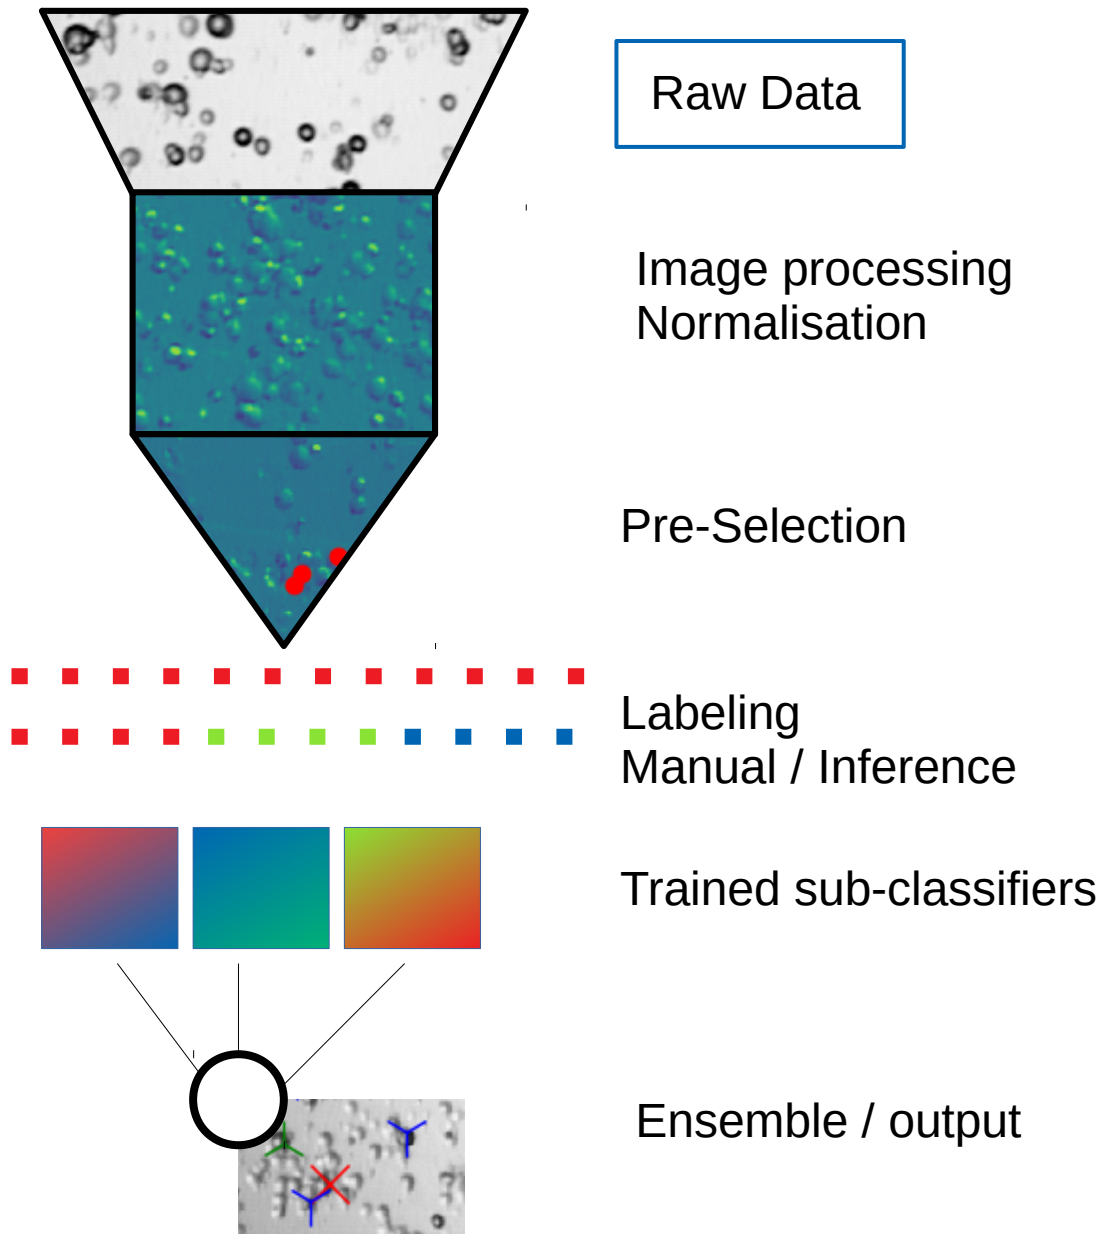 Raw Data
Image processing
Normalisation
Pre-Selection
Labeling
Manual / Inference
Trained sub-classifiers
Ensemble / output